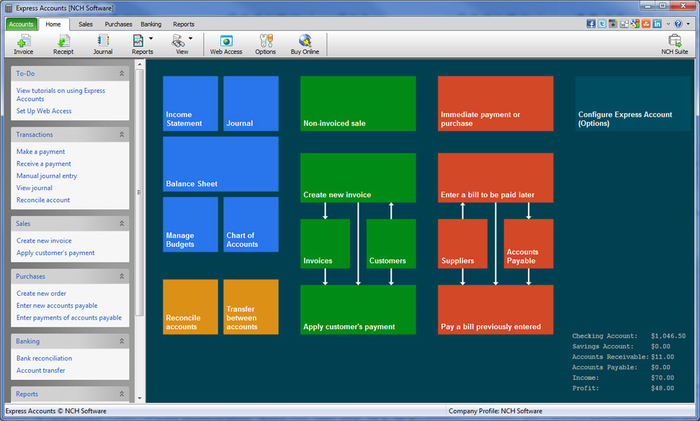 Express Accounts [NCH Software]
Accounts Home Sales Purchases Banking Reports
Invoice Receipt Journal Reports View Web Access Options Buy Online NCH Suite
To-Do
View tutorials on using Express
Accounts
Set Up Web Access
Transactions
Make a payment
Receive a payment
Manual journal entry
View journal
Reconcile account
Sales
Create new invoice
Apply customer's payment
Purchases
Create new order
Enter new accounts payable
Enter payments of accounts payable
Banking
Bank reconciliation
Account transfer
Reports
Income
Statement
Journal
Balance Sheet
Manage
Budgets
Chart of
Accounts
Reconcile
accounts
Transfer
between
accounts
Non-invoiced sale
Create new invoice
Invoices
Customers
Apply customer's payment
Immediate payment or
purchase
Enter a bill to be paid later
Suppliers
Accounts
Payable
Pay a bill previously entered
Configure Express Account
(Options)
Checking Account: $1,046.50
Savings Account: $0.00
Accounts Receivable: $11.00
Accounts Payable: $0.00
Income: $70.00
Profit: $48.00
Express Accounts © NCH Software
Company Profile: NCH Software